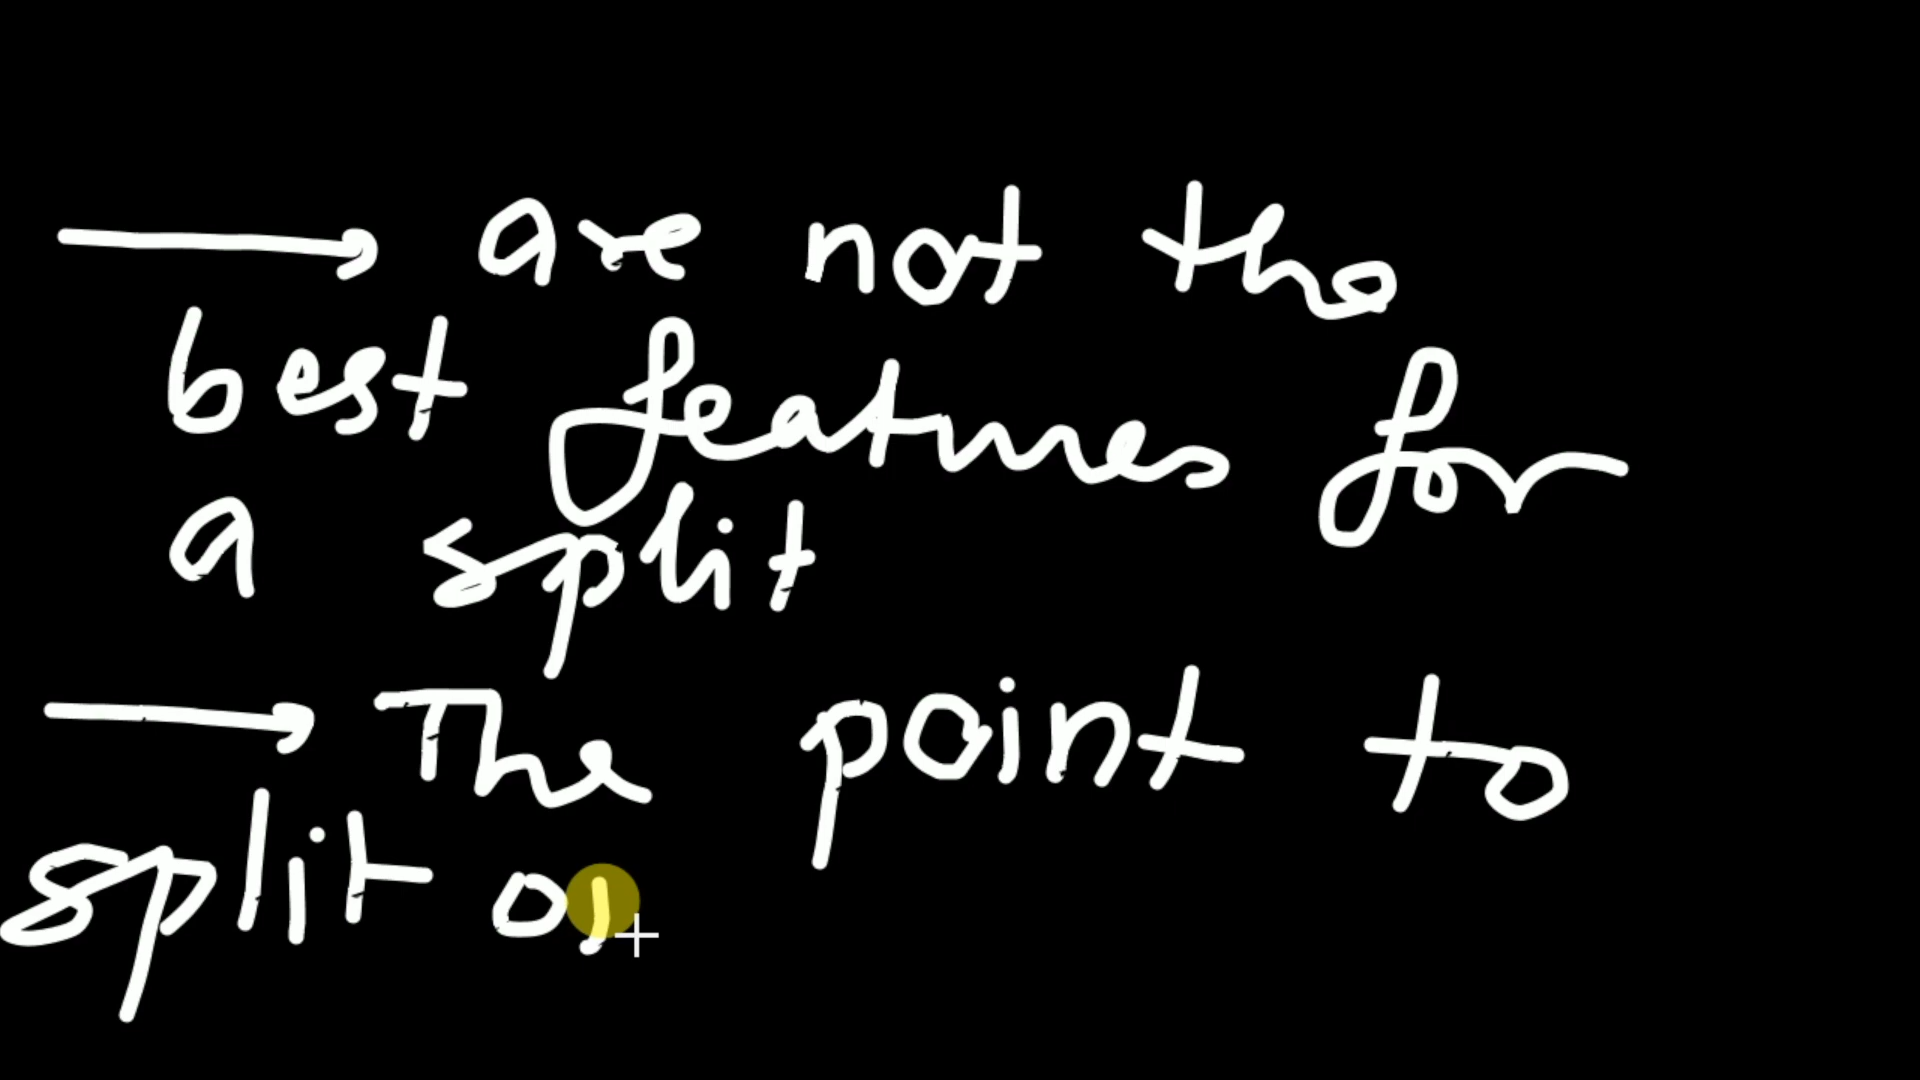 → are not the
best features for
a split
→ The point to
split